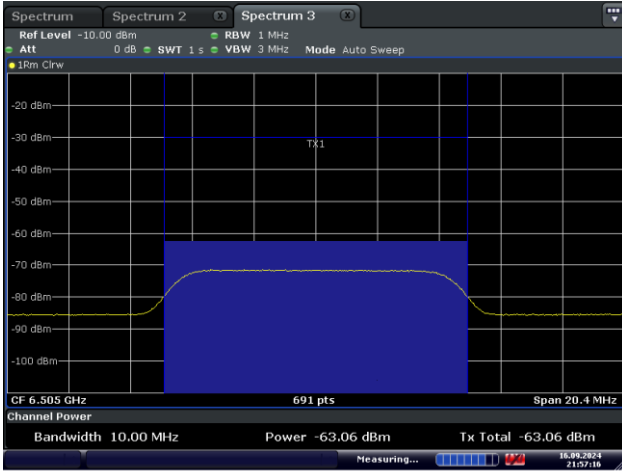 Spectrum Spectrum 2 Spectrum 3
Ref Level -10.00 dBm RBW 1 MHz
Att 0 dB SWT 1 s VBW 3 MHz Mode Auto Sweep
1Rm Clrw
-20 dBm
-30 dBm
TX1
-40 dBm
-50 dBm
-60 dBm
-70 dBm
-80 dBm
-90 dBm
-100 dBm
CF 6.505 GHz 691 pts Span 20.4 MHz
Channel Power
Bandwidth 10.00 MHz Power -63.06 dBm Tx Total -63.06 dBm
Measuring... 16.09.2024
21:57:16